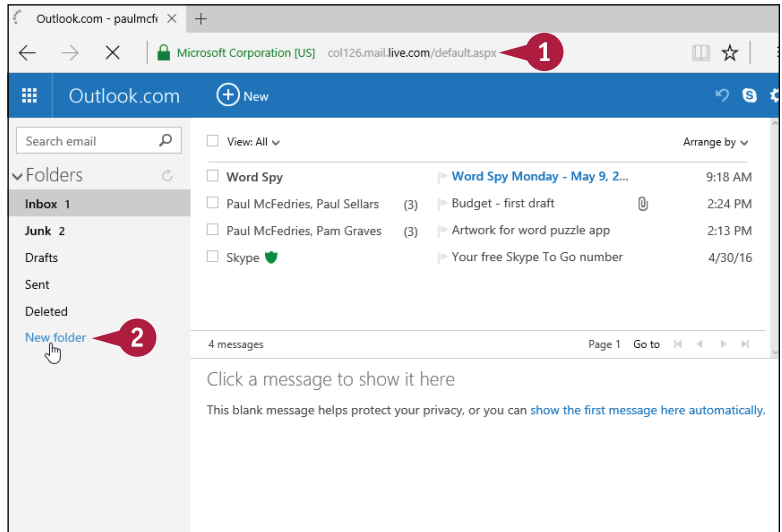 Outlook.com - paulmcf
Microsoft Corporation [US] col126.mail.live.com/default.aspx
1
Outlook.com New
Search email View: All Arrange by
Folders
Word Spy Word Spy Monday - May 9, 2... 9:18 AM
Inbox 1 Paul McFedries, Paul Sellars (3) Budget - first draft 2:24 PM
Junk 2 Paul McFedries, Pam Graves (3) Artwork for word puzzle app 2:13 PM
Drafts Skype Your free Skype To Go number 4/30/16
Sent
Deleted
New folder 2
4 messages Page 1 Go to
Click a message to show it here
This blank message helps protect your privacy, or you can show the first message here automatically.